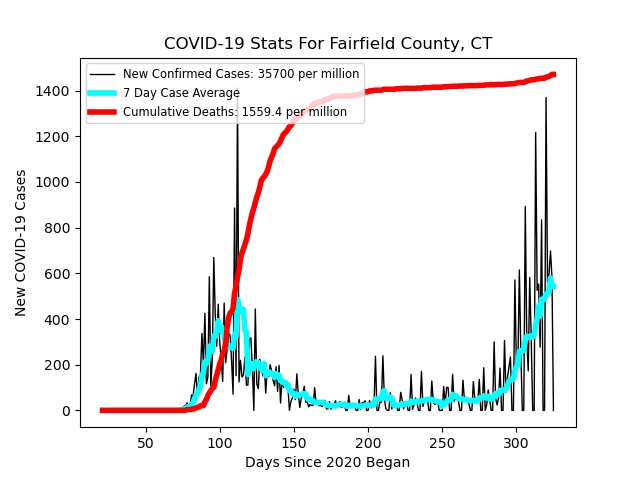 COVID-19 Stats For Fairfield County, CT
New Confirmed Cases: 35700 per million
7 Day Case Average
Cumulative Deaths: 1559.4 per million
New COVID-19 Cases
1400
1200
1000
800
600
400
200
0
50 100 150 200 250 300
Days Since 2020 Began